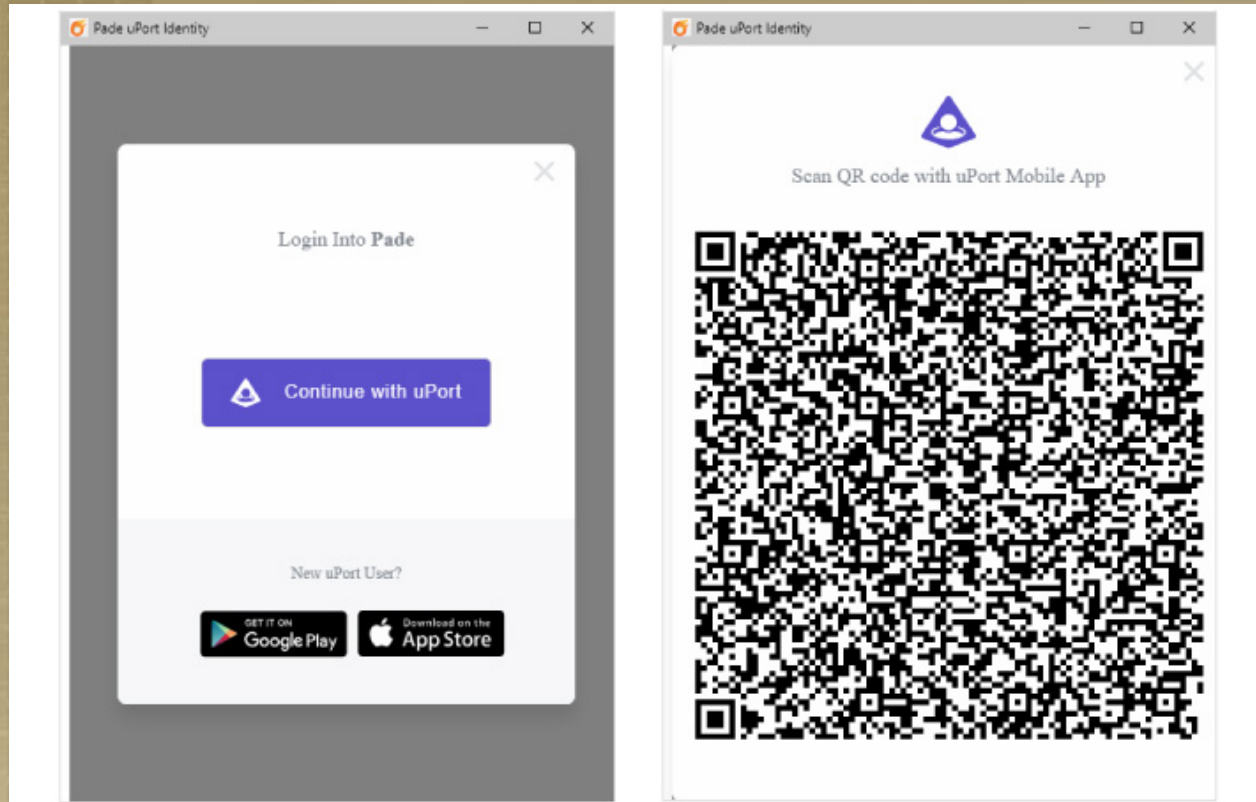 Pade uPort Identity
Login Into Pade
Continue with uPort
New uPort User?
GET IT ON
Google Play
Download on the
App Store
Pade uPort Identity
Scan QR code with uPort Mobile App